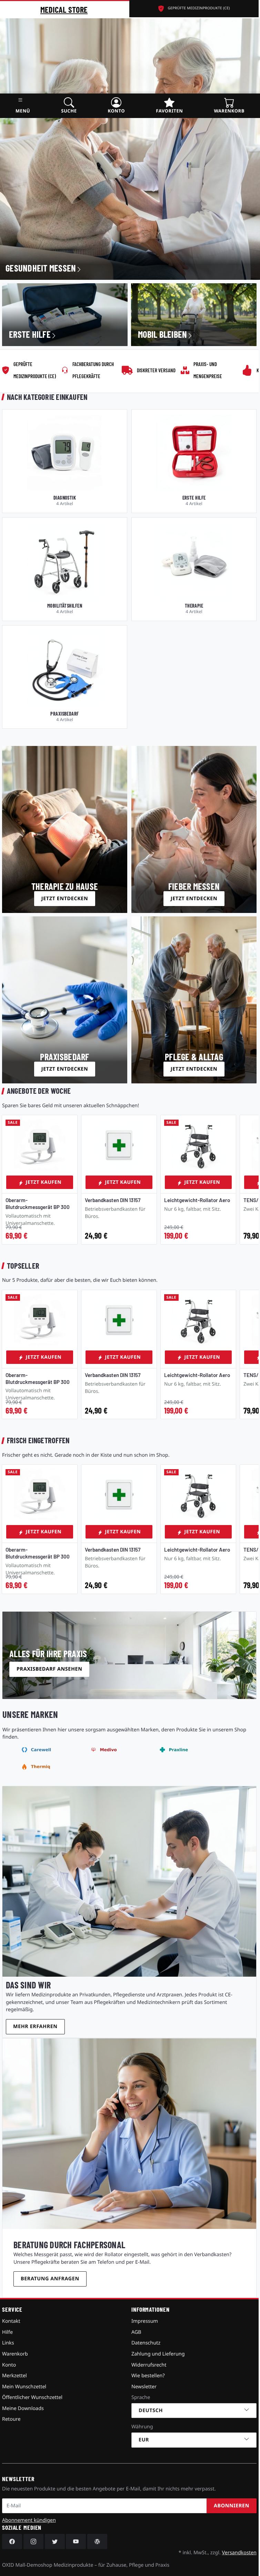 MEDICAL STORE
GEPRÜFTE MEDIZINPRODUKTE (CE)
MENÜ
SUCHE
KONTO
FAVORITEN
WARENKORB
GESUNDHEIT MESSEN
ERSTE HILFE
MOBIL BLEIBEN
GEPRÜFTE
MEDIZINPRODUKTE (CE)
FACHBERATUNG DURCH
PFLEGEKRÄFTE
DISKRETER VERSAND
PRAXIS- UND
MENGENPREISE
K
NACH KATEGORIE EINKAUFEN
DIAGNOSTIK
4 Artikel
ERSTE HILFE
4 Artikel
MOBILITÄTSHILFEN
4 Artikel
THERAPIE
4 Artikel
PRAXISBEDARF
4 Artikel
THERAPIE ZU HAUSE
JETZT ENTDECKEN
FIEBER MESSEN
JETZT ENTDECKEN
PRAXISBEDARF
JETZT ENTDECKEN
PFLEGE & ALLTAG
JETZT ENTDECKEN
ANGEBOTE DER WOCHE
Sparen Sie bares Geld mit unseren aktuellen Schnäppchen!
SALE
JETZT KAUFEN
Oberarm-
Blutdruckmessgerät BP 300
Vollautomatisch mit
Universalmanschette.
79,90 €
69,90 €
JETZT KAUFEN
Verbandkasten DIN 13157
Betriebsverbandkasten für
Büros.
24,90 €
SALE
JETZT KAUFEN
Leichtgewicht-Rollator Aero
Nur 6 kg, faltbar, mit Sitz.
249,00 €
199,00 €
TENS/
Zwei K
79,90
TOPSELLER
Nur 5 Produkte, dafür aber die besten, die wir Euch bieten können.
SALE
JETZT KAUFEN
Oberarm-
Blutdruckmessgerät BP 300
Vollautomatisch mit
Universalmanschette.
79,90 €
69,90 €
JETZT KAUFEN
Verbandkasten DIN 13157
Betriebsverbandkasten für
Büros.
24,90 €
SALE
JETZT KAUFEN
Leichtgewicht-Rollator Aero
Nur 6 kg, faltbar, mit Sitz.
249,00 €
199,00 €
TENS/
Zwei K
79,90
FRISCH EINGETROFFEN
Frischer geht es nicht. Gerade noch in der Kiste und nun schon im Shop.
SALE
JETZT KAUFEN
Oberarm-
Blutdruckmessgerät BP 300
Vollautomatisch mit
Universalmanschette.
79,90 €
69,90 €
JETZT KAUFEN
Verbandkasten DIN 13157
Betriebsverbandkasten für
Büros.
24,90 €
SALE
JETZT KAUFEN
Leichtgewicht-Rollator Aero
Nur 6 kg, faltbar, mit Sitz.
249,00 €
199,00 €
TENS/
Zwei K
79,90
ALLES FÜR IHRE PRAXIS
PRAXISBEDARF ANSEHEN
UNSERE MARKEN
Wir präsentieren Ihnen hier unsere sorgsam ausgewählten Marken, deren Produkte Sie in unserem Shop
finden.
Carewell
Medivo
Praxline
Thermiq
DAS SIND WIR
Wir liefern Medizinprodukte an Privatkunden, Pflegedienste und Arztpraxen. Jedes Produkt ist CE-
gekennzeichnet, und unser Team aus Pflegekräften und Medizintechnikern prüft das Sortiment
regelmäßig.
MEHR ERFAHREN
BERATUNG DURCH FACHPERSONAL
Welches Messgerät passt, wie wird der Rollator eingestellt, was gehört in den Verbandkasten?
Unsere Pflegekräfte beraten Sie am Telefon und per E-Mail.
BERATUNG ANFRAGEN
SERVICE
Kontakt
Hilfe
Links
Warenkorb
Konto
Merkzettel
Mein Wunschzettel
Öffentlicher Wunschzettel
Meine Downloads
Retoure
INFORMATIONEN
Impressum
AGB
Datenschutz
Zahlung und Lieferung
Widerrufsrecht
Wie bestellen?
Newsletter
Sprache
DEUTSCH
Währung
EUR
NEWSLETTER
Die neuesten Produkte und die besten Angebote per E-Mail, damit Ihr nichts mehr verpasst.
E-Mail
ABONNIEREN
Abonnement kündigen
SOZIALE MEDIEN
* inkl. MwSt., zzgl. Versandkosten
OXID Mall-Demoshop Medizinprodukte – für Zuhause, Pflege und Praxis